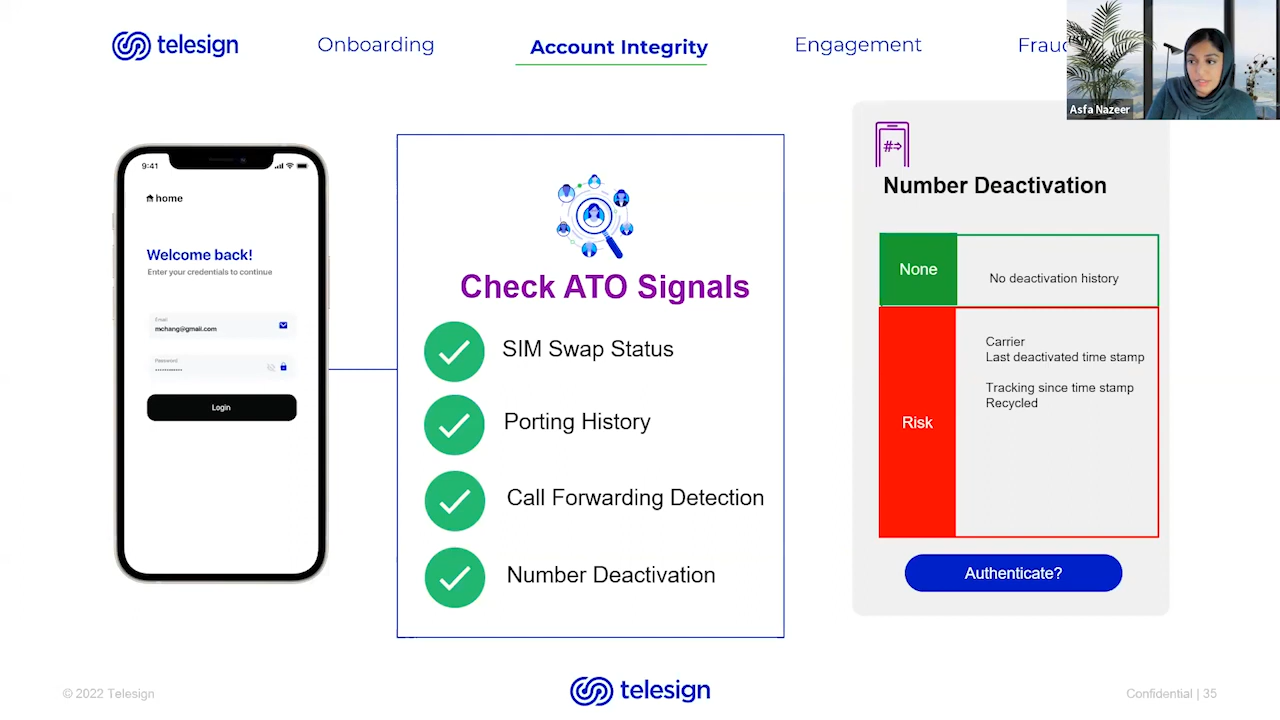 telesign
Onboarding
Account Integrity
Engagement
Asfa Nazeer
9:41
home
Welcome back!
Enter your credentials to continue
Email
mchang@gmail.com
Password
Login
Check ATO Signals
SIM Swap Status
Porting History
Call Forwarding Detection
Number Deactivation
#
Number Deactivation
None
No deactivation history
Risk
Carrier
Last deactivated time stamp
Tracking since time stamp
Recycled
Authenticate?
© 2022 Telesign
telesign
Confidential | 35